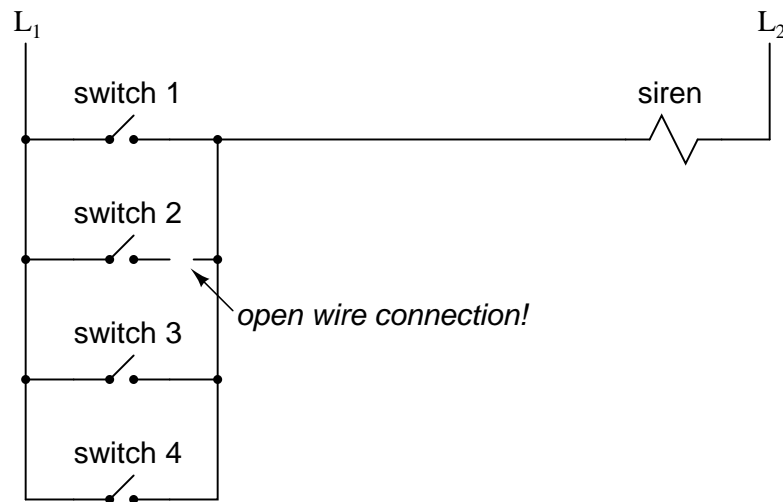 L1 L2
switch 1
siren
switch 2
open wire connection!
switch 3
switch 4